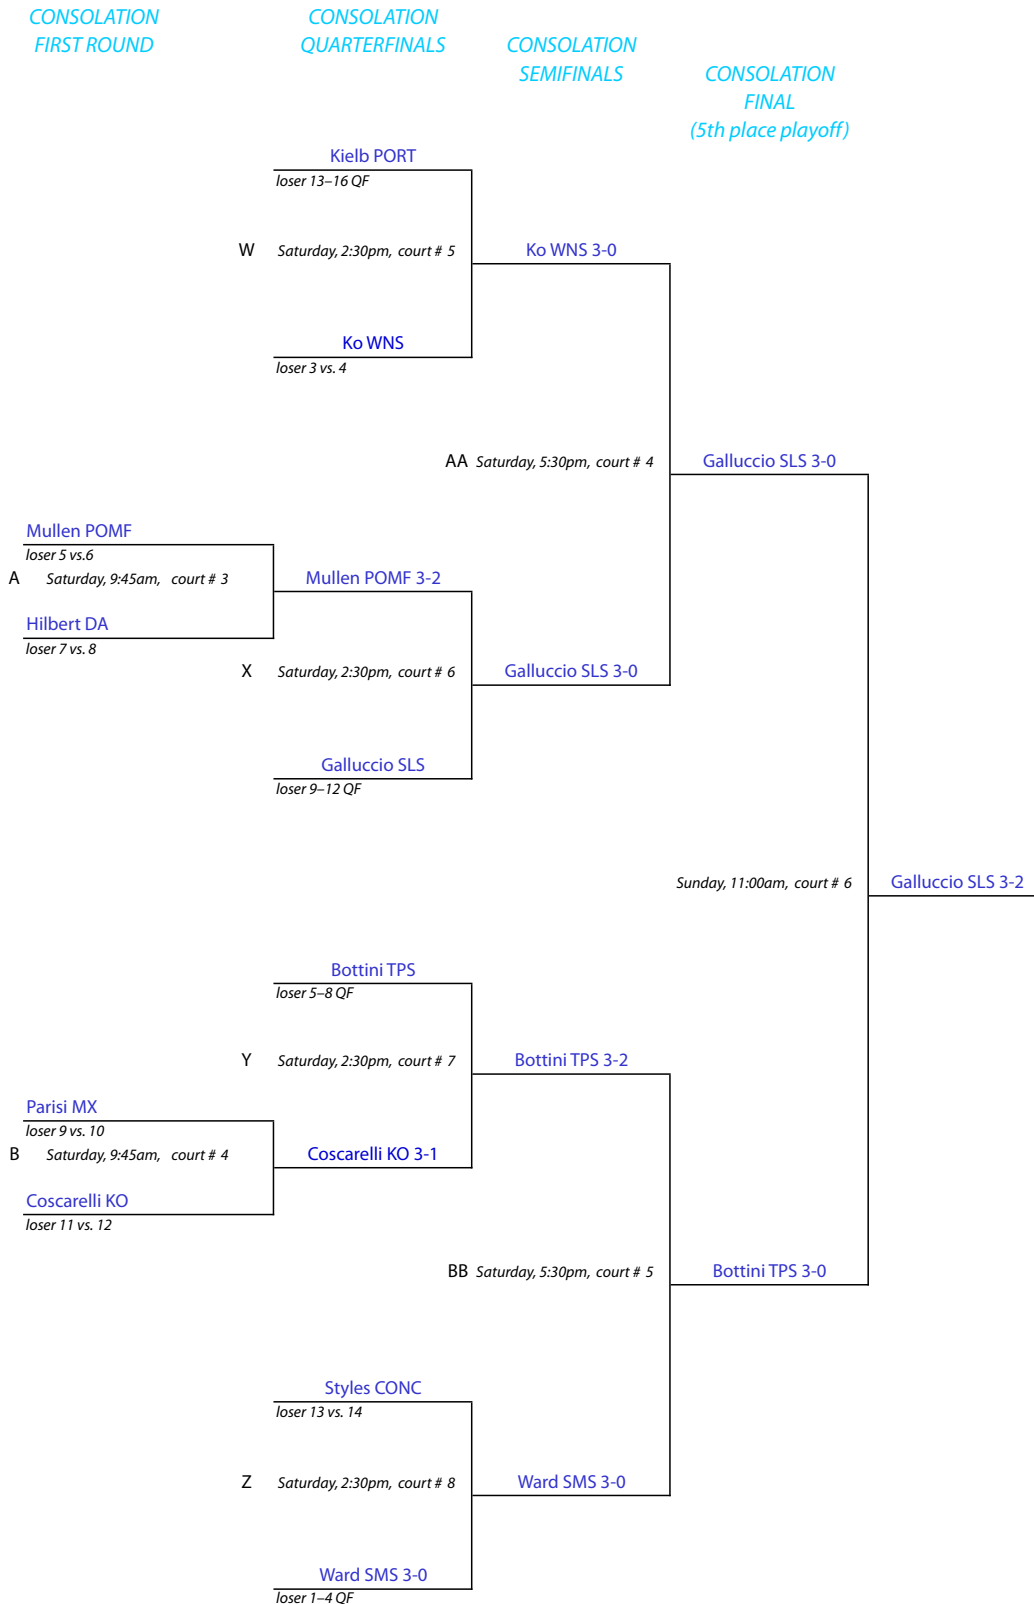 CONSOLATION
FIRST ROUND
CONSOLATION
QUARTERFINALS
CONSOLATION
SEMIFINALS
CONSOLATION
FINAL
(5th place playoff)
Kielb PORT
loser 13–16 QF
W Saturday, 2:30pm, court # 5
Ko WNS 3-0
Ko WNS
loser 3 vs. 4
AA Saturday, 5:30pm, court # 4
Galluccio SLS 3-0
Mullen POMF
loser 5 vs.6
A Saturday, 9:45am, court # 3
Mullen POMF 3-2
Hilbert DA
loser 7 vs. 8
X Saturday, 2:30pm, court # 6
Galluccio SLS 3-0
Galluccio SLS
loser 9–12 QF
Sunday, 11:00am, court # 6
Galluccio SLS 3-2
Bottini TPS
loser 5–8 QF
Y Saturday, 2:30pm, court # 7
Bottini TPS 3-2
Parisi MX
loser 9 vs. 10
B Saturday, 9:45am, court # 4
Coscarelli KO 3-1
Coscarelli KO
loser 11 vs. 12
BB Saturday, 5:30pm, court # 5
Bottini TPS 3-0
Styles CONC
loser 13 vs. 14
Z Saturday, 2:30pm, court # 8
Ward SMS 3-0
Ward SMS 3-0
loser 1–4 QF